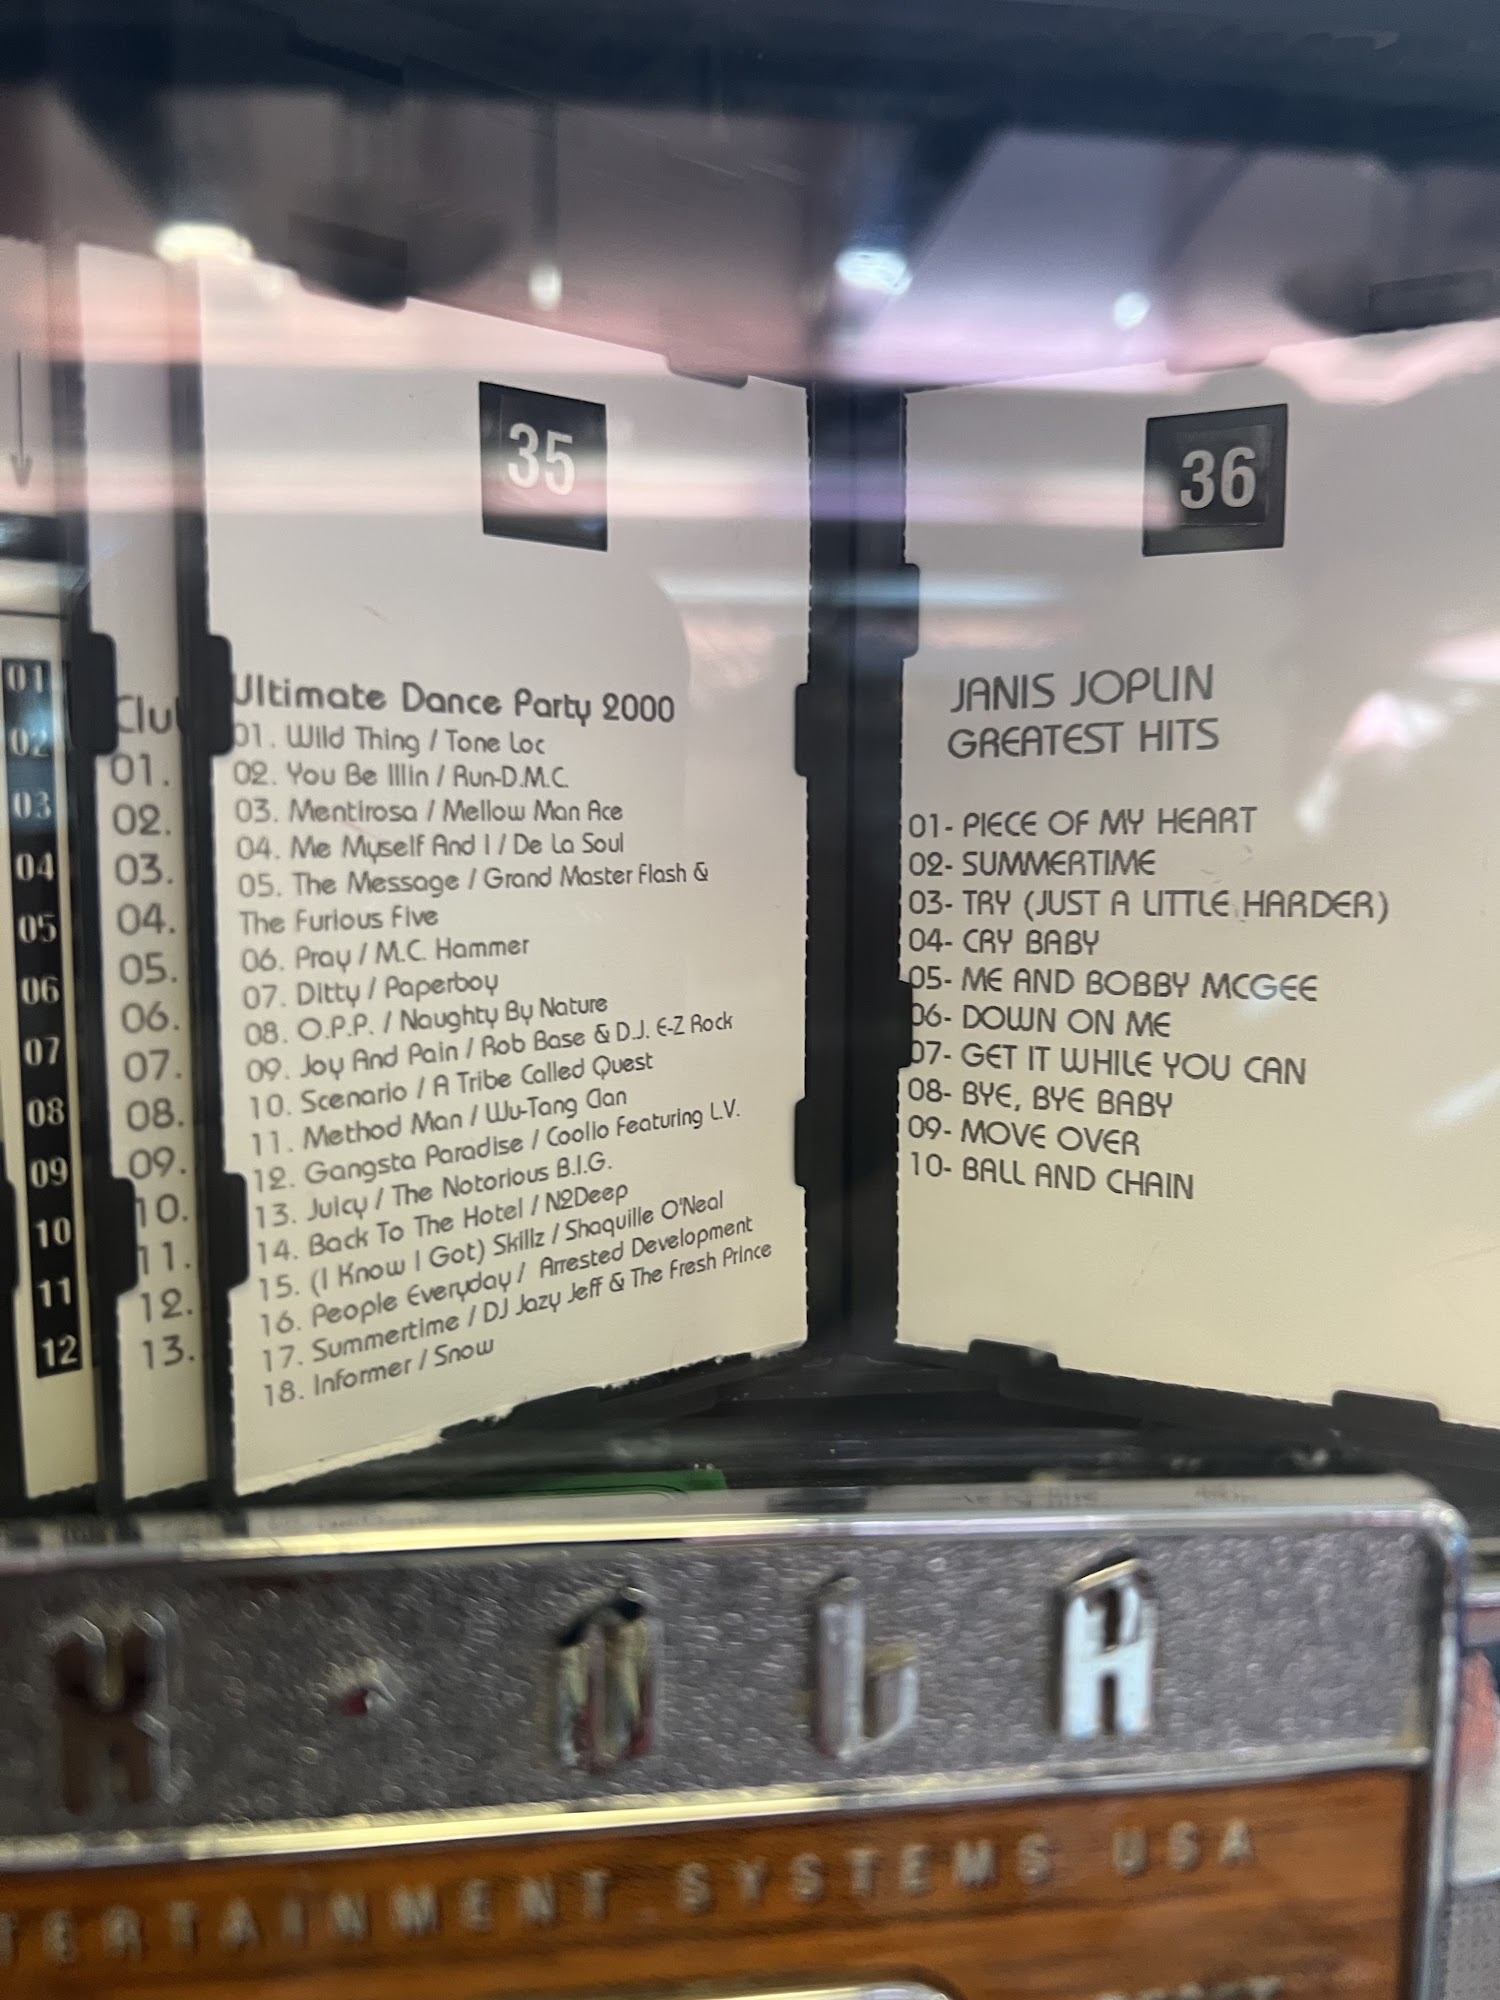 01
02
03
04
05
06
07
08
09
10
11
12
Clu
01.
02.
03.
04.
05.
06.
07.
08.
09.
10.
11.
12.
13.
35
Ultimate Dance Party 2000
01. Wild Thing / Tone Loc
02. You Be Illin / Run-D.M.C.
03. Mentirosa / Mellow Man Ace
04. Me Myself And I / De La Soul
05. The Message / Grand Master Flash &
The Furious Five
06. Pray / M.C. Hammer
07. Ditty / Paperboy
08. O.P.P. / Naughty By Nature
09. Joy And Pain / Rob Base & D.J. E-Z Rock
10. Scenario / A Tribe Called Quest
11. Method Man / Wu-Tang Clan
12. Gangsta Paradise / Coolio Featuring L.V.
13. Juicy / The Notorious B.I.G.
14. Back To The Hotel / N2Deep
15. (I Know I Got) Skillz / Shaquille O'Neal
16. People Everyday / Arrested Development
17. Summertime / DJ Jazy Jeff & The Fresh Prince
18. Informer / Snow
36
JANIS JOPLIN
GREATEST HITS
01- PIECE OF MY HEART
02- SUMMERTIME
03- TRY (JUST A LITTLE HARDER)
04- CRY BABY
05- ME AND BOBBY MCGEE
06- DOWN ON ME
07- GET IT WHILE YOU CAN
08- BYE, BYE BABY
09- MOVE OVER
10- BALL AND CHAIN
OLA
TERTAINMENT SYSTEMS USA